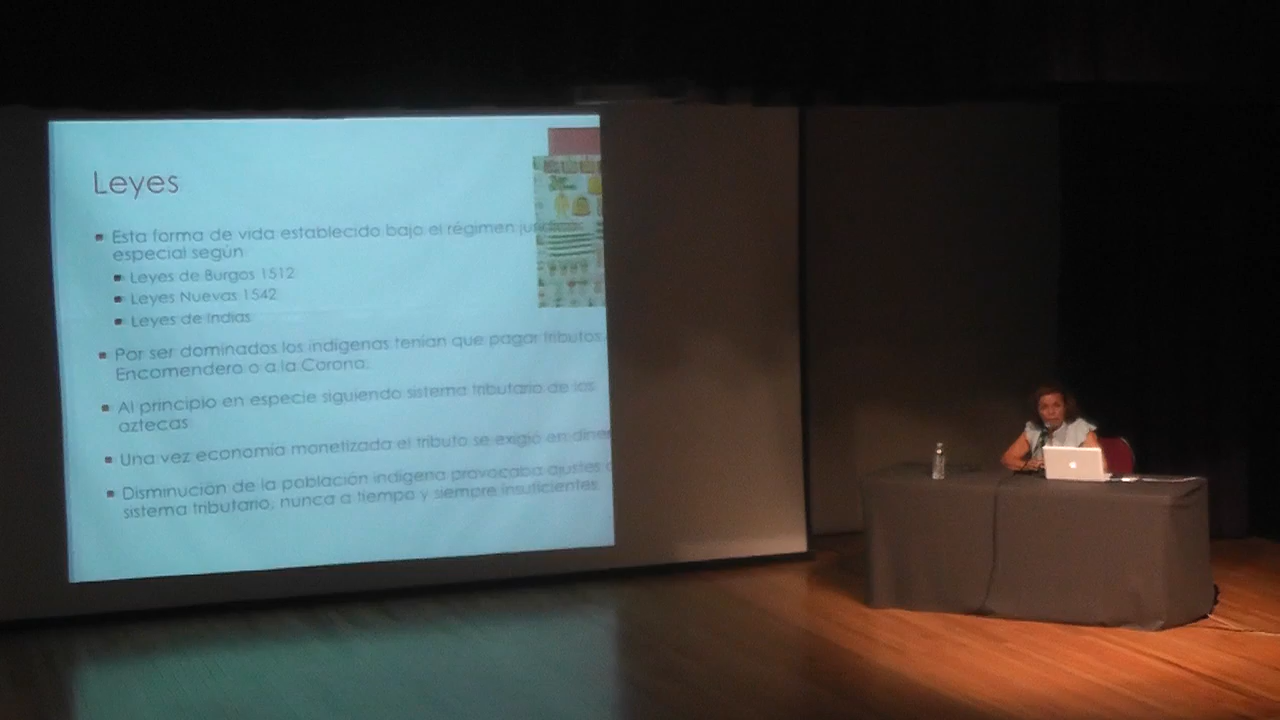 Leyes
Esta forma de vida establecido bajo el régimen jurídico
especial según
Leyes de Burgos 1512
Leyes Nuevas 1542
Leyes de Indias
Por ser dominados los indígenas tenían que pagar tributos
Encomendero o a la Corona.
Al principio en especie siguiendo sistema tributario de los
aztecas
Una vez economía monetizada el tributo se exigió en
Disminución de la población indígena provocaba ajustes
sistema tributario, nunca a tiempo y siempre insuficientes